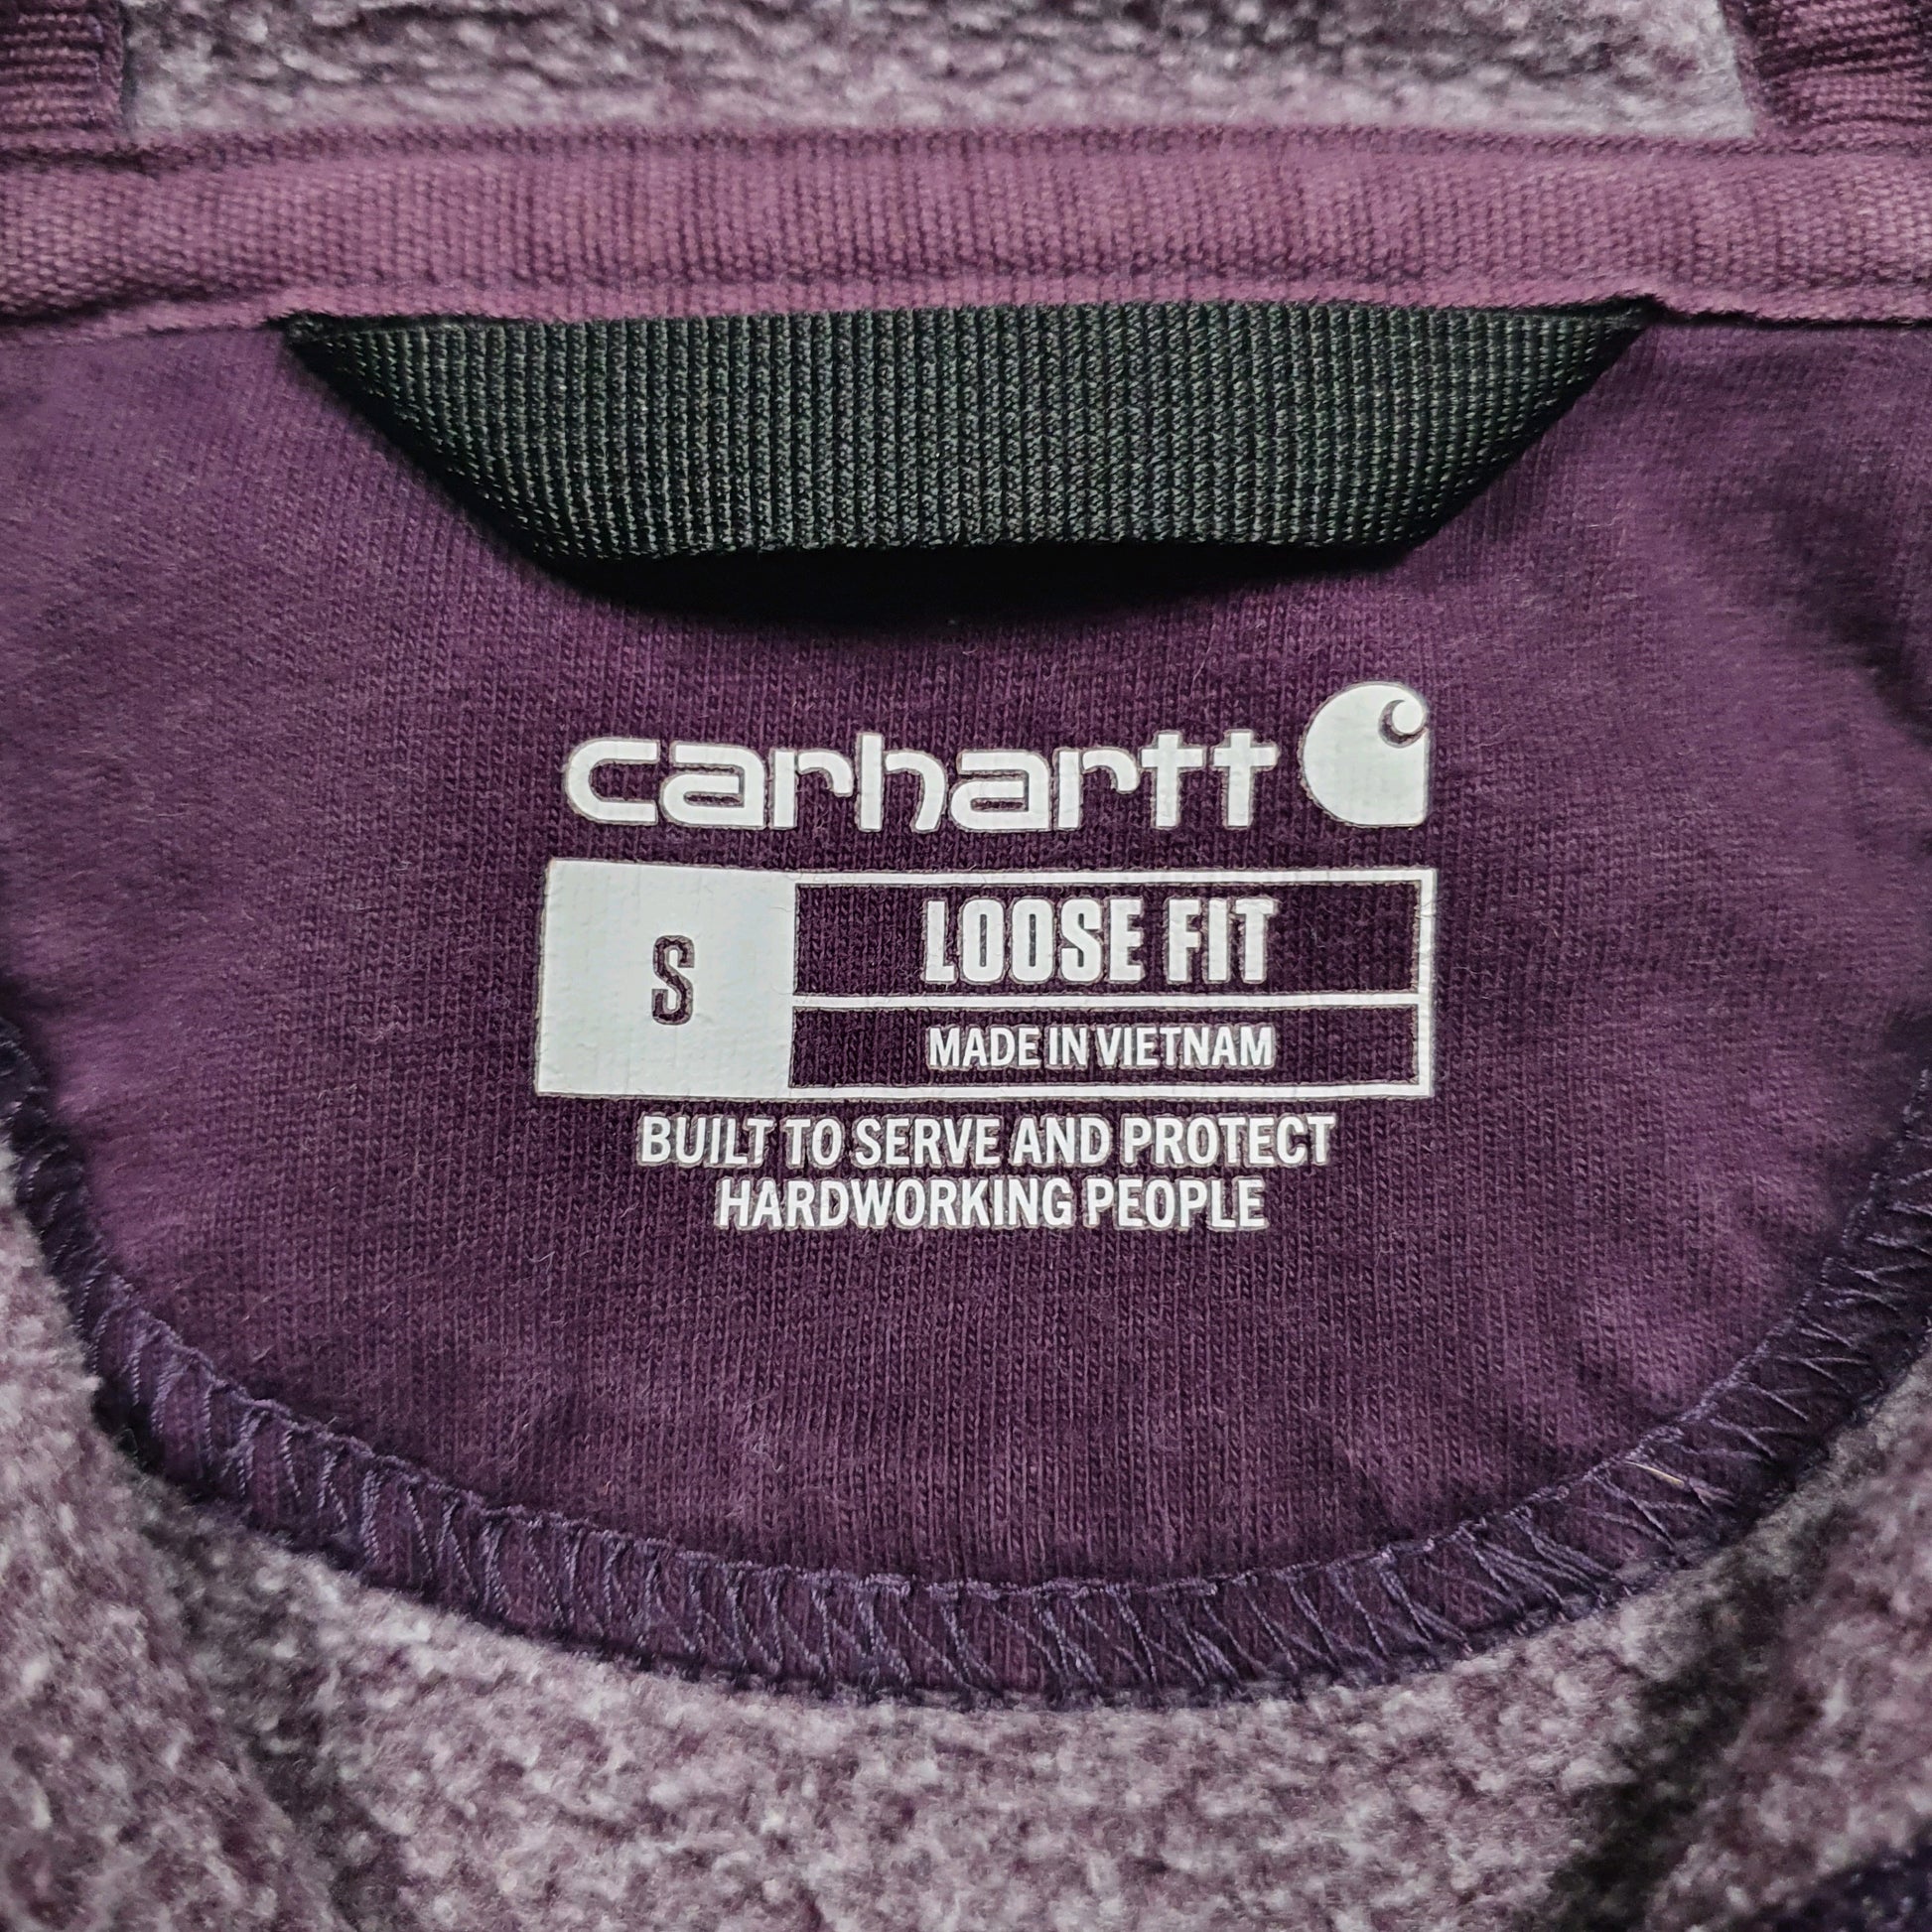 carhartt
S
LOOSE FIT
MADE IN VIETNAM
BUILT TO SERVE AND PROTECT
HARDWORKING PEOPLE